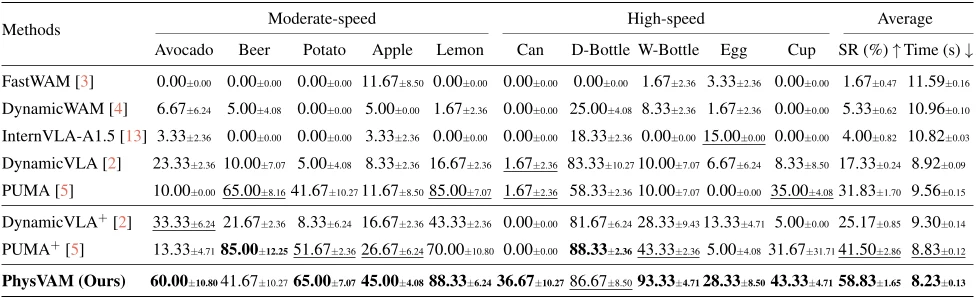 Methods Moderate-speed High-speed Average
Avocado Beer Potato Apple Lemon Can D-Bottle W-Bottle Egg Cup SR (%) ↑ Time (s) ↓
FastWAM [3] 0.00±0.00 0.00±0.00 0.00±0.00 11.67±8.50 0.00±0.00 0.00±0.00 0.00±0.00 1.67±2.36 3.33±2.36 0.00±0.00 1.67±0.47 11.59±0.16
DynamicWAM [4] 6.67±6.24 5.00±4.08 0.00±0.00 5.00±0.00 1.67±2.36 0.00±0.00 25.00±4.08 8.33±2.36 1.67±2.36 0.00±0.00 5.33±0.62 10.96±0.10
InternVLA-A1.5 [13] 3.33±2.36 0.00±0.00 0.00±0.00 3.33±2.36 0.00±0.00 0.00±0.00 18.33±2.36 0.00±0.00 15.00±0.00 0.00±0.00 4.00±0.82 10.82±0.03
DynamicVLA [2] 23.33±2.36 10.00±7.07 5.00±4.08 8.33±2.36 16.67±2.36 1.67±2.36 83.33±10.27 10.00±7.07 6.67±6.24 8.33±8.50 17.33±0.24 8.92±0.09
PUMA [5] 10.00±0.00 65.00±8.16 41.67±10.27 11.67±8.50 85.00±7.07 1.67±2.36 58.33±2.36 10.00±7.07 0.00±0.00 35.00±4.08 31.83±1.70 9.56±0.15
DynamicVLA+ [2] 33.33±6.24 21.67±2.36 8.33±6.24 16.67±2.36 43.33±2.36 0.00±0.00 81.67±6.24 28.33±9.43 13.33±4.71 5.00±0.00 25.17±0.85 9.30±0.14
PUMA+ [5] 13.33±4.71 85.00±12.25 51.67±2.36 26.67±6.24 70.00±10.80 0.00±0.00 88.33±2.36 43.33±2.36 5.00±4.08 31.67±31.71 41.50±2.86 8.83±0.12
PhysVAM (Ours) 60.00±10.80 41.67±10.27 65.00±7.07 45.00±4.08 88.33±6.24 36.67±10.27 86.67±8.50 93.33±4.71 28.33±8.50 43.33±4.71 58.83±1.65 8.23±0.13